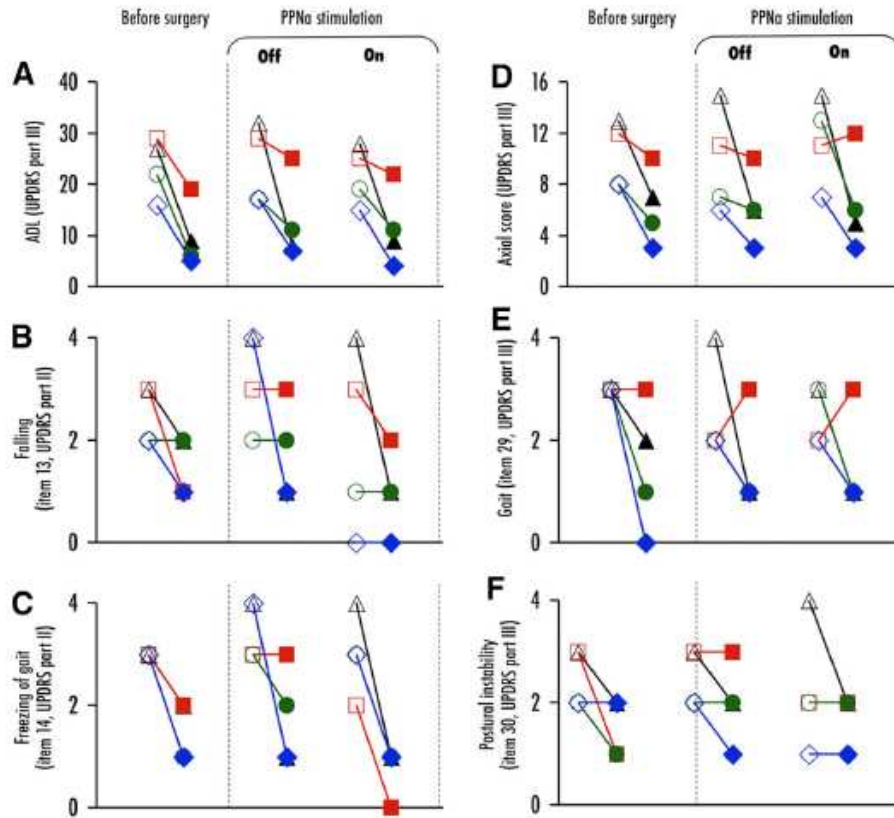 Before surgery PPNa stimulation
Off On
A
ADL (UPDRS part III)
40
30
20
10
0
B
Falling
(item 13, UPDRS part II)
4
2
0
C
Freezing of gait
(item 14, UPDRS part II)
4
2
0
Before surgery PPNa stimulation
Off On
D
Axial score (UPDRS part III)
16
12
8
4
0
E
Gait (item 29, UPDRS part III)
4
2
0
F
Postural instability
(item 30, UPDRS part III)
4
2
0